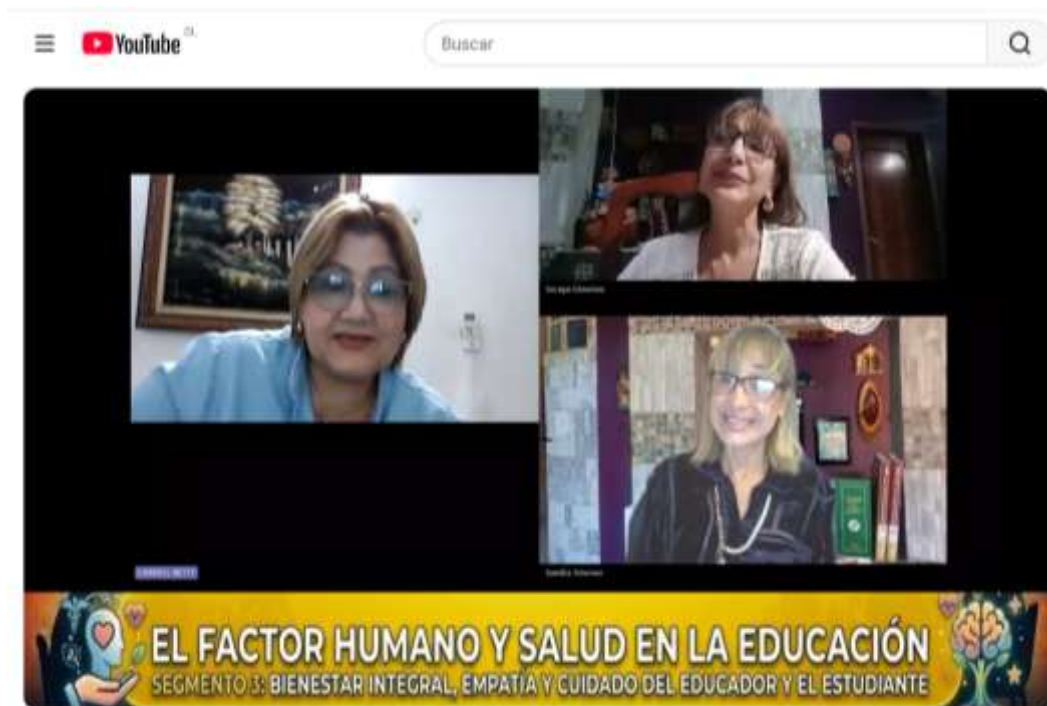 YouTube CL
Buscar
EL FACTOR HUMANO Y SALUD EN LA EDUCACIÓN
SEGMENTO 3: BIENESTAR INTEGRAL, EMPATÍA Y CUIDADO DEL EDUCADOR Y EL ESTUDIANTE